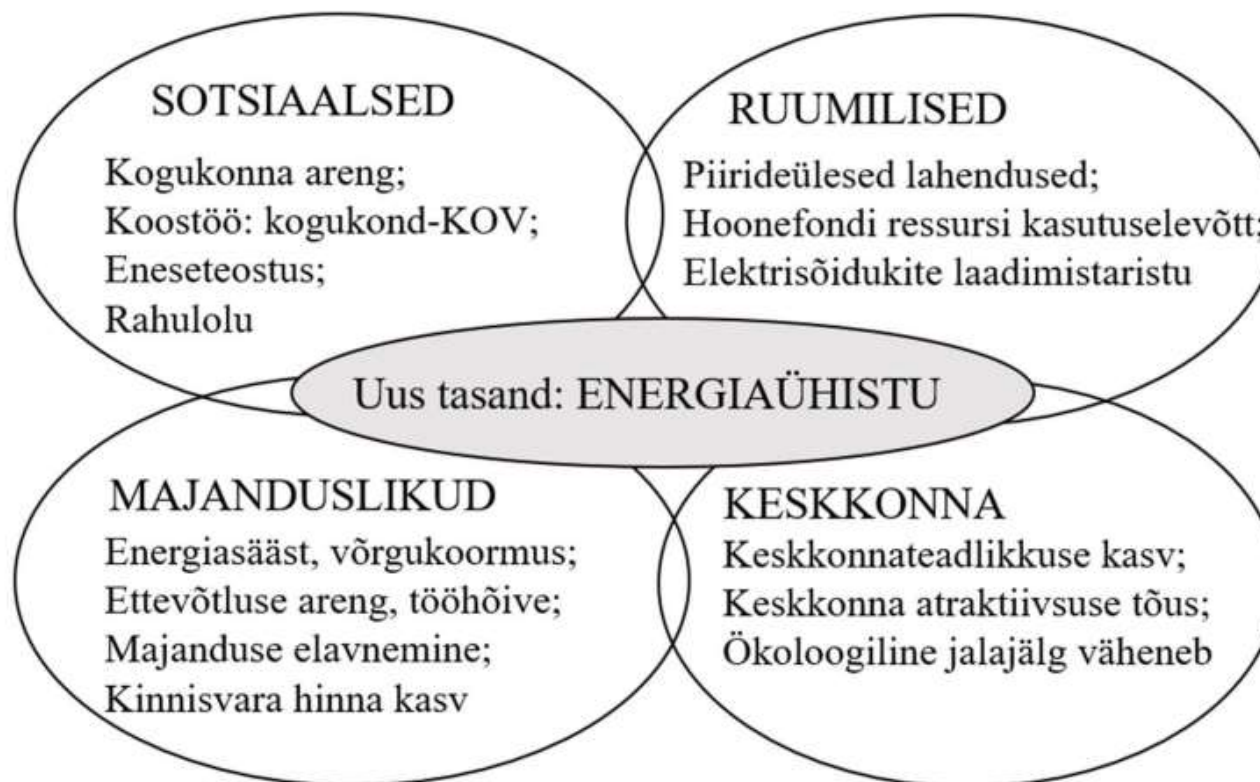 SOTSIAALSED
Kogukonna areng;
Koostöö: kogukond-KOV;
Eneseteostus;
Rahulolu
RUUMILISED
Piirideülesed lahendused;
Hoonefondi ressursi kasutuselevõtt;
Elektrisõidukite laadimistaristu
Uus tasand: ENERGIAÜHISTU
MAJANDUSLIKUD
Energiasääst, võrgukoormus;
Ettevõtluse areng, tööhõive;
Majanduse elavnemine;
Kinnisvara hinna kasv
KESKKONNA
Keskkonnateadlikkuse kasv;
Keskkonna atraktiivsuse tõus;
Ökoloogiline jalajälg väheneb